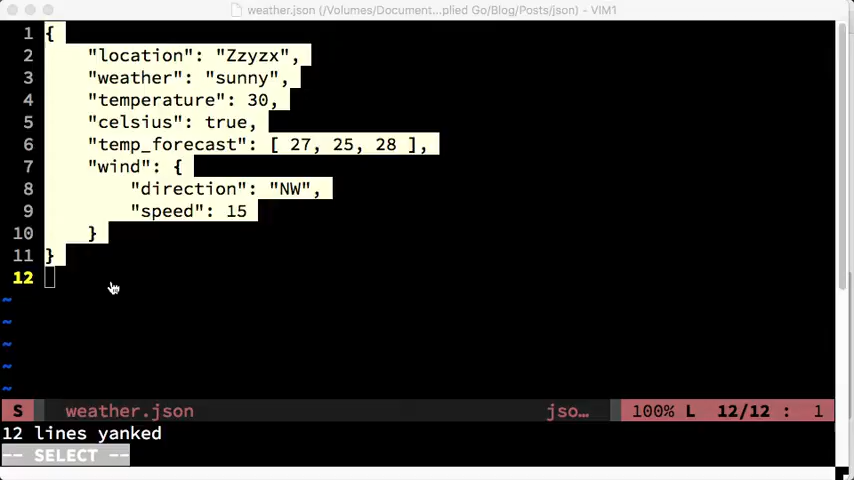 weather.json (/Volumes/Document...plied Go/Blog/Posts/json) - VIM1
1 {
2     "location": "Zzyzx",
3     "weather": "sunny",
4     "temperature": 30,
5     "celsius": true,
6     "temp_forecast": [ 27, 25, 28 ],
7     "wind": {
8         "direction": "NW",
9         "speed": 15
10     }
11 }
12
~
~
~
~
~
S weather.json jso… 100% L 12/12 : 1
12 lines yanked
-- SELECT --